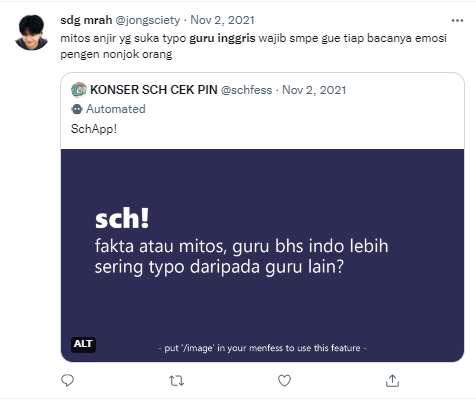 sdg mrah @jongsciety · Nov 2, 2021
mitos anjir yg suka typo guru inggris wajib smpe gue tiap bacanya emosi
pengen nonjok orang
KONSER SCH CEK PIN @schfess · Nov 2, 2021
Automated
SchApp!
sch!
fakta atau mitos, guru bhs indo lebih
sering typo daripada guru lain?
ALT
- put '/image' in your menfess to use this feature -